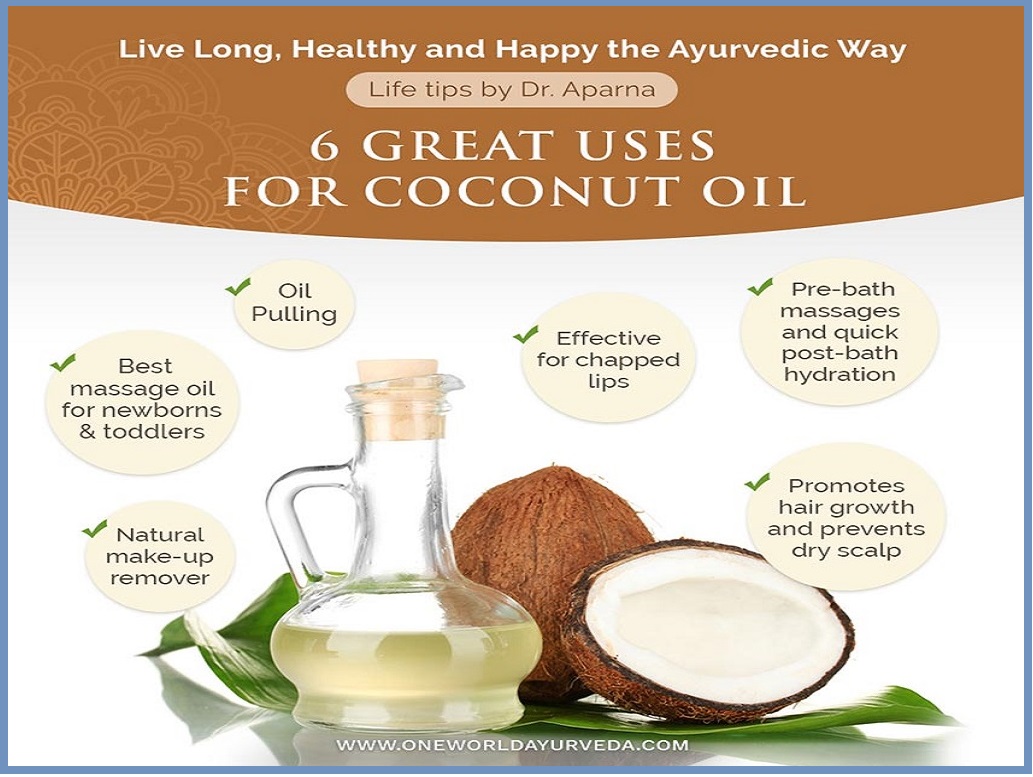 Live Long, Healthy and Happy the Ayurvedic Way
Life tips by Dr. Aparna
6 GREAT USES
FOR COCONUT OIL
Oil
Pulling
Best
massage oil
for newborns
& toddlers
Natural
make-up
remover
Effective
for chapped
lips
Pre-bath
massages
and quick
post-bath
hydration
Promotes
hair growth
and prevents
dry scalp
WWW.ONEWORLDAYURVEDA.COM